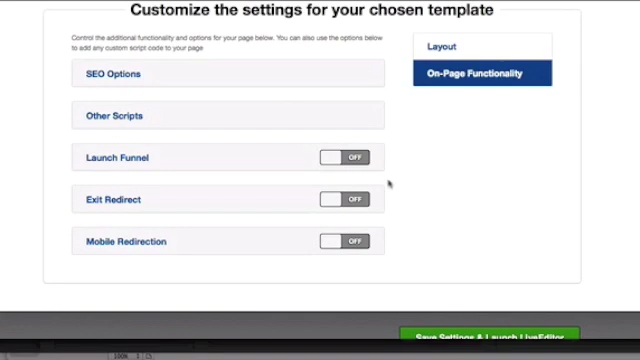 Customize the settings for your chosen template
Control the additional functionality and options for your page below. You can also use the options below
to add any custom script code to your page
Layout
On-Page Functionality
SEO Options
Other Scripts
Launch Funnel
OFF
Exit Redirect
OFF
Mobile Redirection
OFF
Save Settings & Launch LiveEditor
100%